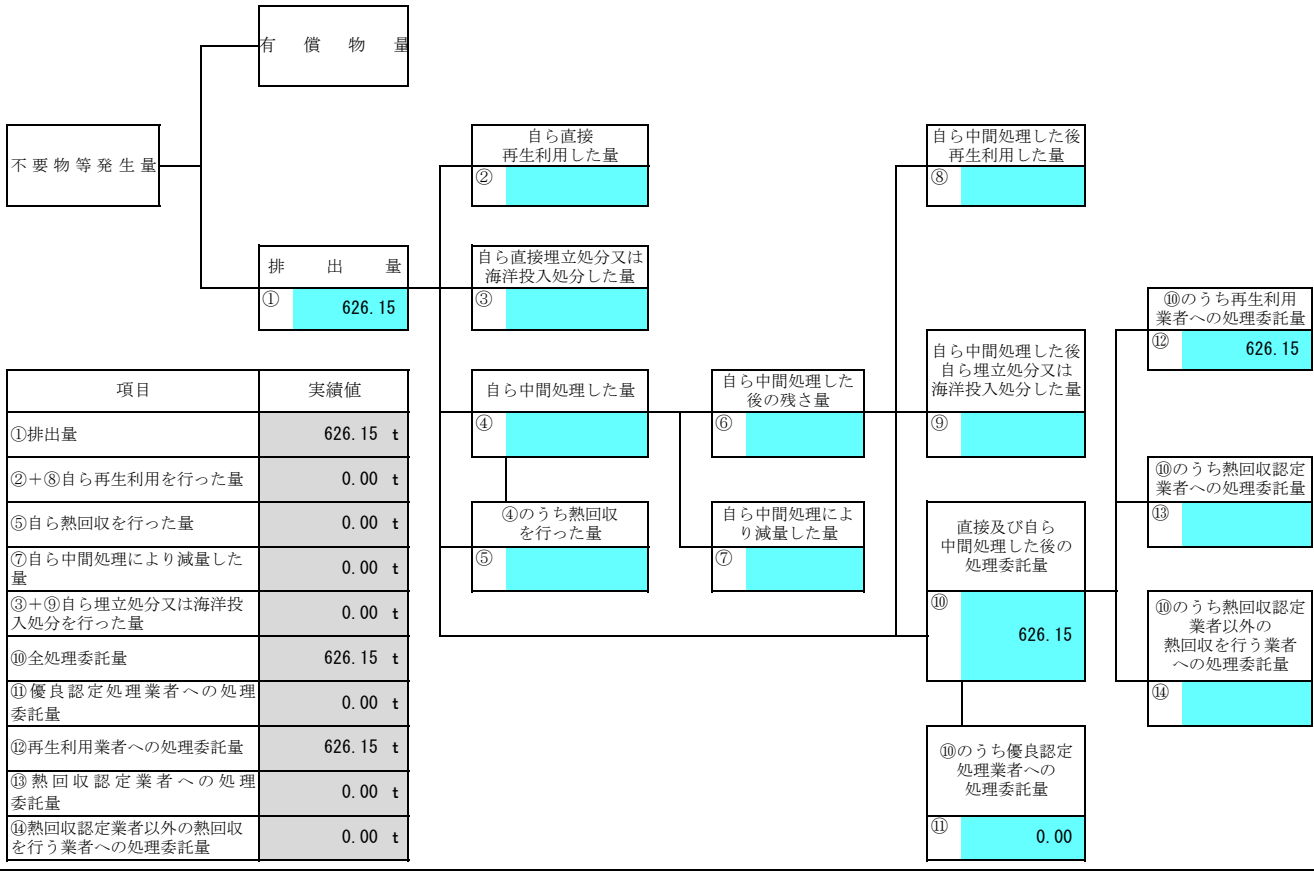 有償物量
不要物等発生量
排出量
① 626.15
自ら直接
再生利用した量
②
自ら直接埋立処分又は
海洋投入処分した量
③
自ら中間処理した量
④
④のうち熱回収
を行った量
⑤
自ら中間処理した
後の残さ量
⑥
自ら中間処理によ
り減量した量
⑦
自ら中間処理した後
再生利用した量
⑧
自ら中間処理した後
自ら埋立処分又は
海洋投入処分した量
⑨
直接及び自ら
中間処理した後の
処理委託量
⑩ 626.15
⑩のうち優良認定
処理業者への
処理委託量
⑪ 0.00
⑩のうち再生利用
業者への処理委託量
⑫ 626.15
⑩のうち熱回収認定
業者への処理委託量
⑬
⑩のうち熱回収認定
業者以外の
熱回収を行う業者
への処理委託量
⑭
項目 実績値
①排出量 626.15 t
②＋⑧自ら再生利用を行った量 0.00 t
⑤自ら熱回収を行った量 0.00 t
⑦自ら中間処理により減量した
量 0.00 t
③＋⑨自ら埋立処分又は海洋投
入処分を行った量 0.00 t
⑩全処理委託量 626.15 t
⑪優良認定処理業者への処理
委託量 0.00 t
⑫再生利用業者への処理委託量 626.15 t
⑬熱回収認定業者への処理
委託量 0.00 t
⑭熱回収認定業者以外の熱回収
を行う業者への処理委託量 0.00 t